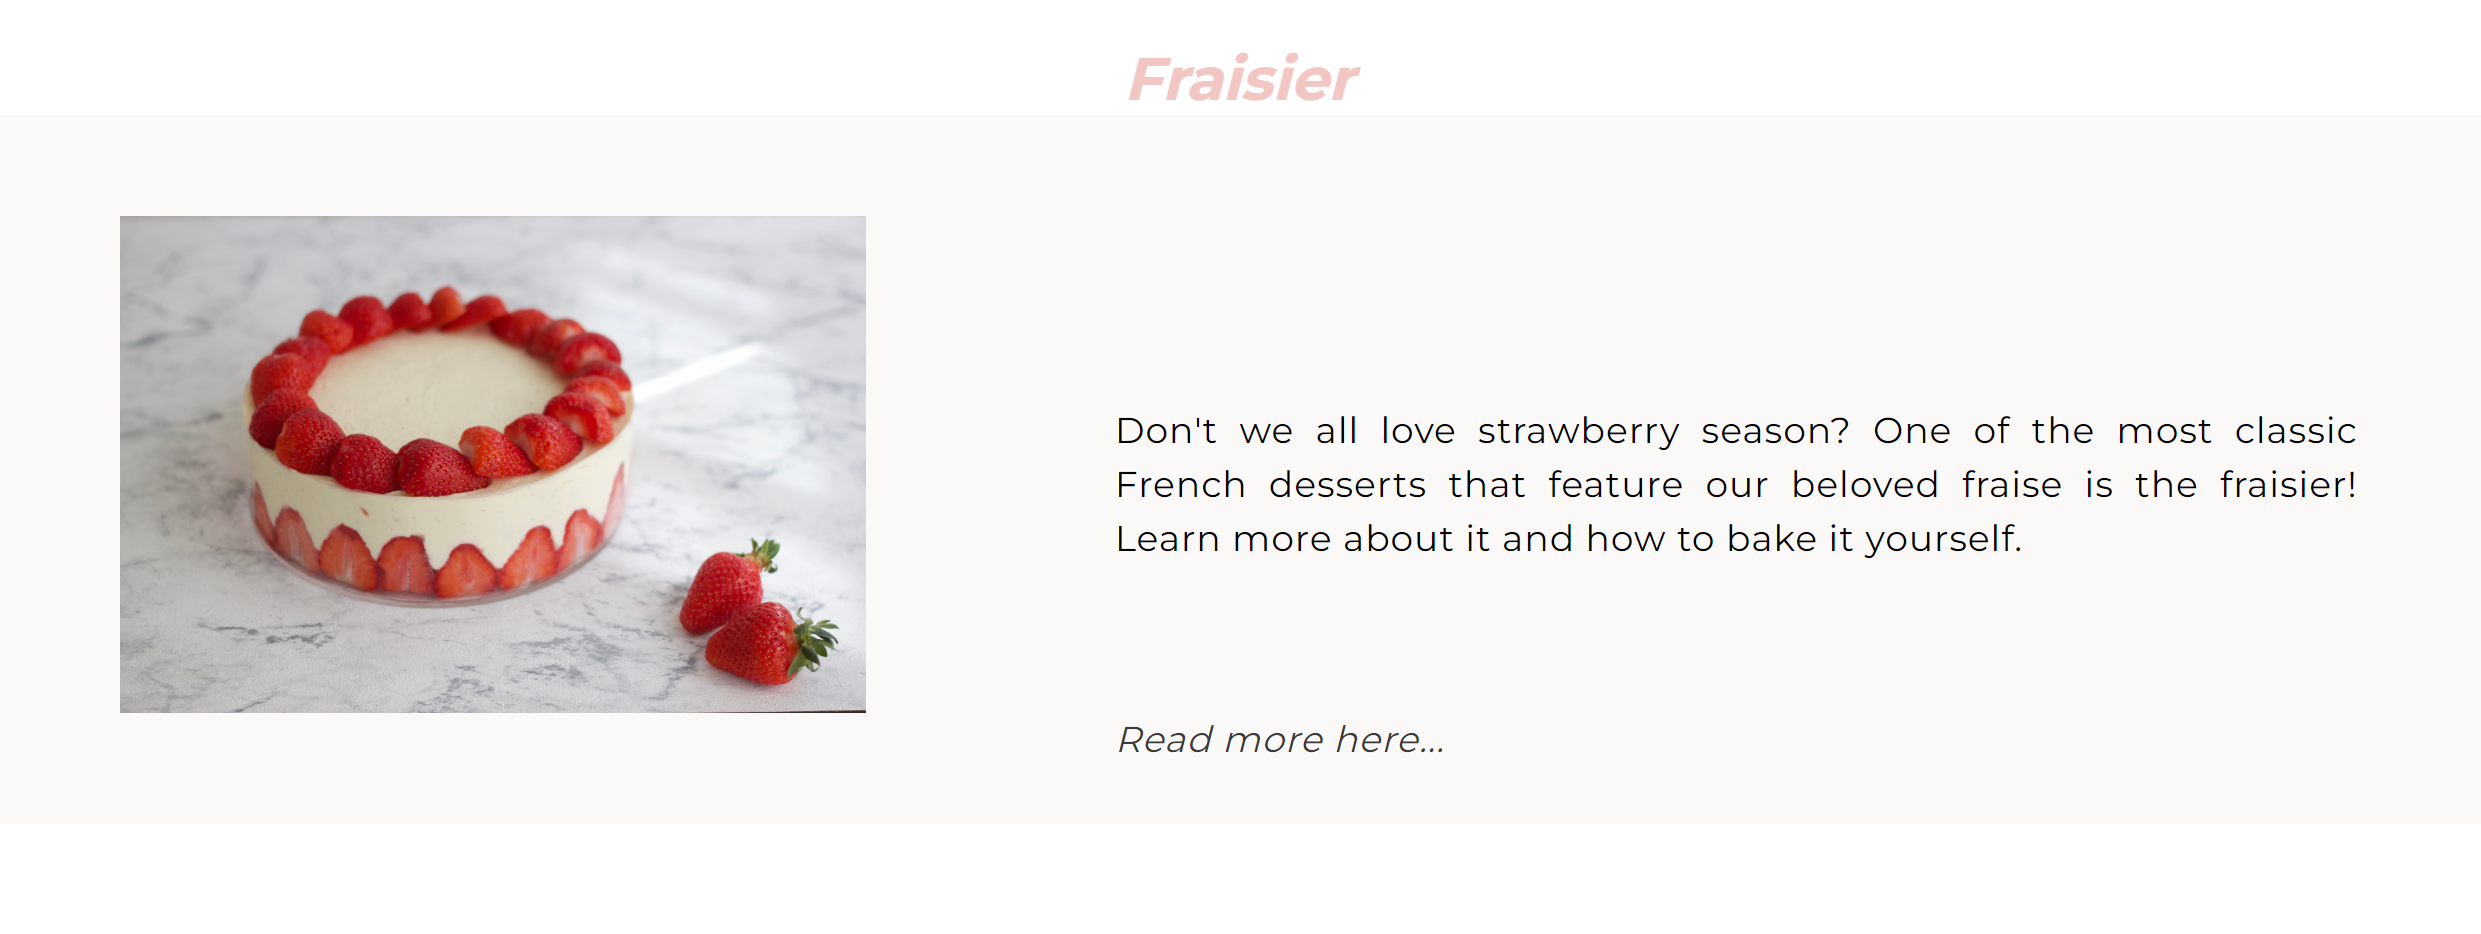 Fraisier
Don't we all love strawberry season? One of the most classic
French desserts that feature our beloved fraise is the fraisier!
Learn more about it and how to bake it yourself.
Read more here...